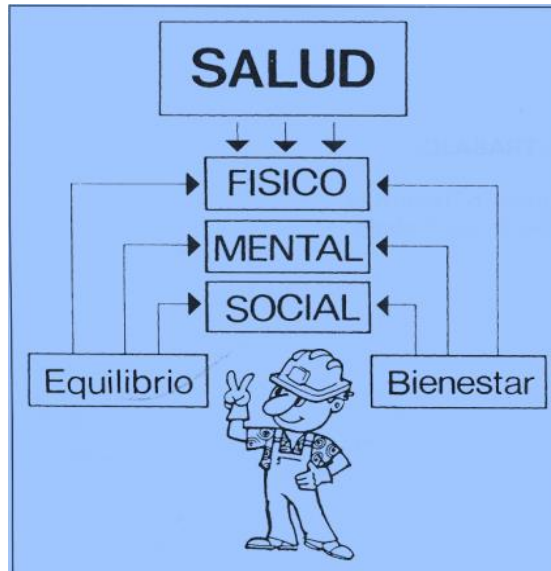 SALUD
FISICO
MENTAL
SOCIAL
Equilibrio
Bienestar